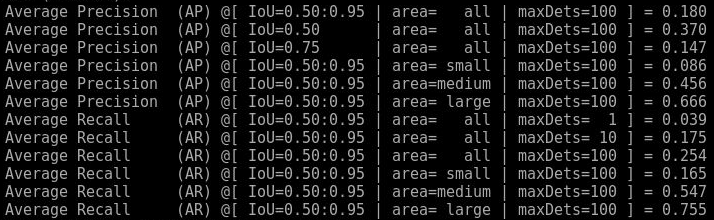 Average Precision  (AP) @[ IoU=0.50:0.95 | area=   all | maxDets=100 ] = 0.180
Average Precision  (AP) @[ IoU=0.50      | area=   all | maxDets=100 ] = 0.370
Average Precision  (AP) @[ IoU=0.75      | area=   all | maxDets=100 ] = 0.147
Average Precision  (AP) @[ IoU=0.50:0.95 | area= small | maxDets=100 ] = 0.086
Average Precision  (AP) @[ IoU=0.50:0.95 | area=medium | maxDets=100 ] = 0.456
Average Precision  (AP) @[ IoU=0.50:0.95 | area= large | maxDets=100 ] = 0.666
Average Recall     (AR) @[ IoU=0.50:0.95 | area=   all | maxDets=  1 ] = 0.039
Average Recall     (AR) @[ IoU=0.50:0.95 | area=   all | maxDets= 10 ] = 0.175
Average Recall     (AR) @[ IoU=0.50:0.95 | area=   all | maxDets=100 ] = 0.254
Average Recall     (AR) @[ IoU=0.50:0.95 | area= small | maxDets=100 ] = 0.165
Average Recall     (AR) @[ IoU=0.50:0.95 | area=medium | maxDets=100 ] = 0.547
Average Recall     (AR) @[ IoU=0.50:0.95 | area= large | maxDets=100 ] = 0.755